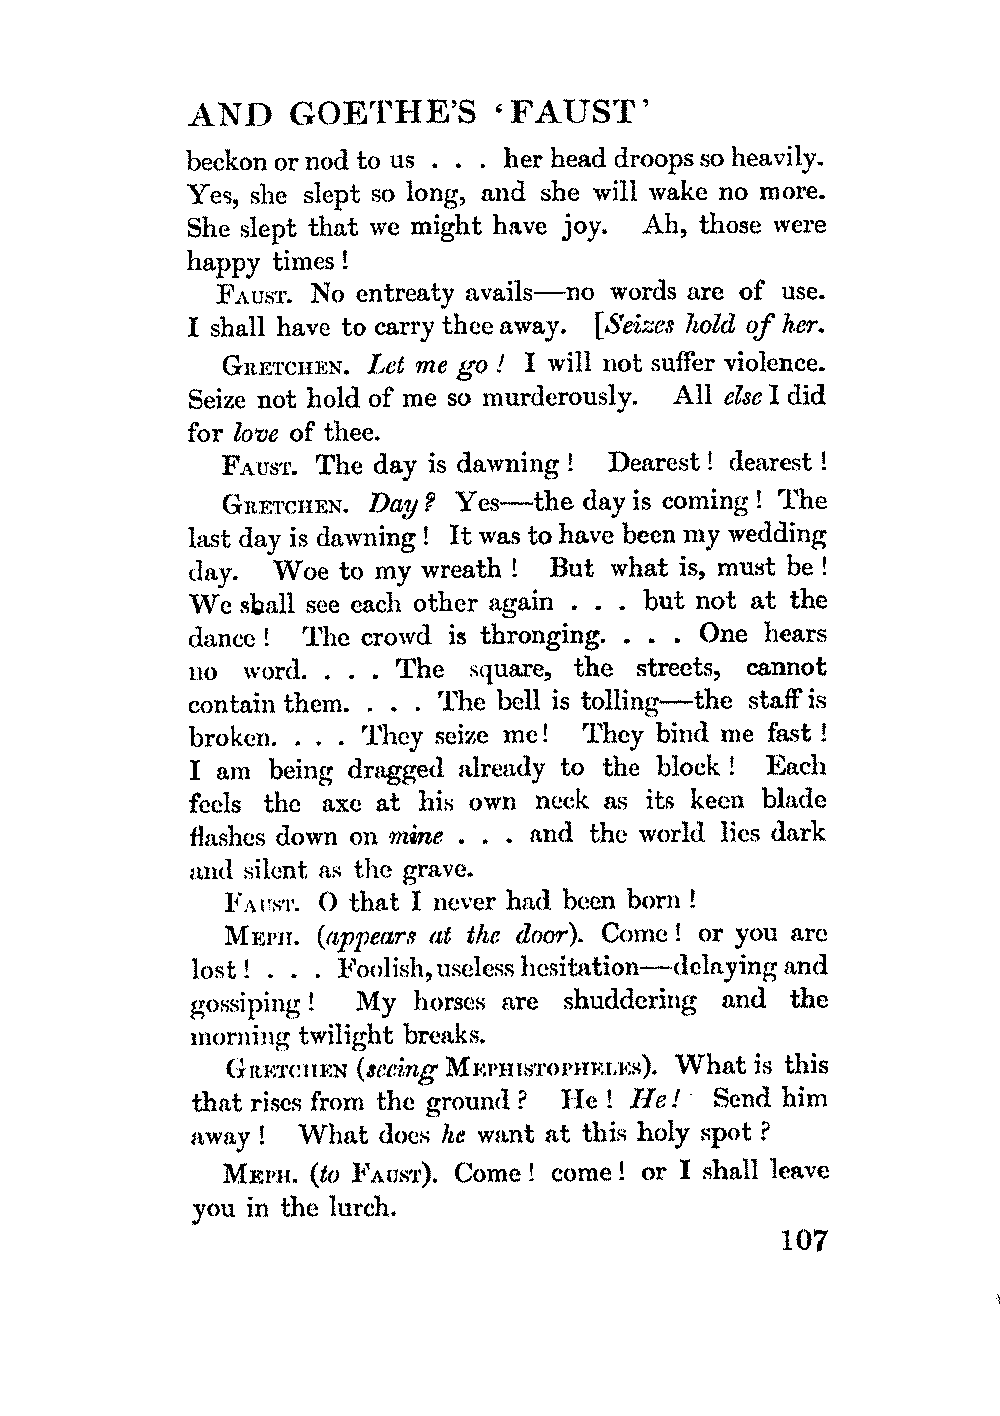 AND GOETHE'S ‘FAUST’
beckon or nod to us . . . her head droops so heavily.
Yes, she slept so long, and she will wake no more.
She slept that we might have joy. Ah, those were
happy times !
FAUST. No entreaty avails—no words are of use.
I shall have to carry thee away. [Seizes hold of her.
GRETCHEN. Let me go ! I will not suffer violence.
Seize not hold of me so murderously. All else I did
for love of thee.
FAUST. The day is dawning ! Dearest ! dearest !
GRETCHEN. Day ? Yes—the day is coming ! The
last day is dawning ! It was to have been my wedding
day. Woe to my wreath ! But what is, must be !
We shall see each other again . . . but not at the
dance ! The crowd is thronging. . . . One hears
no word. . . . The square, the streets, cannot
contain them. . . . The bell is tolling—the staff is
broken. . . . They seize me! They bind me fast !
I am being dragged already to the block ! Each
feels the axe at his own neck as its keen blade
flashes down on mine . . . and the world lies dark
and silent as the grave.
FAUST. O that I never had been born !
MEPH. (appears at the door). Come ! or you are
lost ! . . . Foolish, useless hesitation—delaying and
gossiping ! My horses are shuddering and the
morning twilight breaks.
GRETCHEN (seeing MEPHISTOPHELES). What is this
that rises from the ground ? He ! He ! Send him
away ! What does he want at this holy spot ?
MEPH. (to FAUST). Come ! come ! or I shall leave
you in the lurch.
107